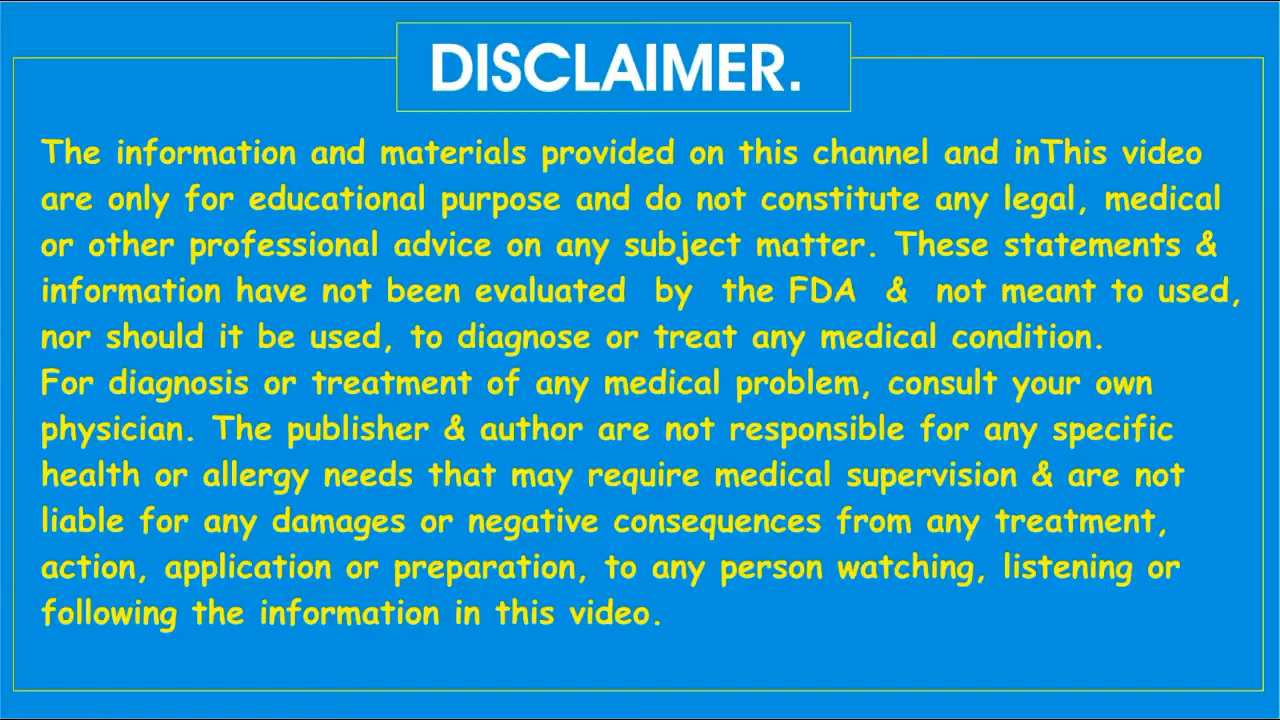 DISCLAIMER.
The information and materials provided on this channel and inThis video
are only for educational purpose and do not constitute any legal, medical
or other professional advice on any subject matter. These statements &
information have not been evaluated by the FDA & not meant to used,
nor should it be used, to diagnose or treat any medical condition.
For diagnosis or treatment of any medical problem, consult your own
physician. The publisher & author are not responsible for any specific
health or allergy needs that may require medical supervision & are not
liable for any damages or negative consequences from any treatment,
action, application or preparation, to any person watching, listening or
following the information in this video.